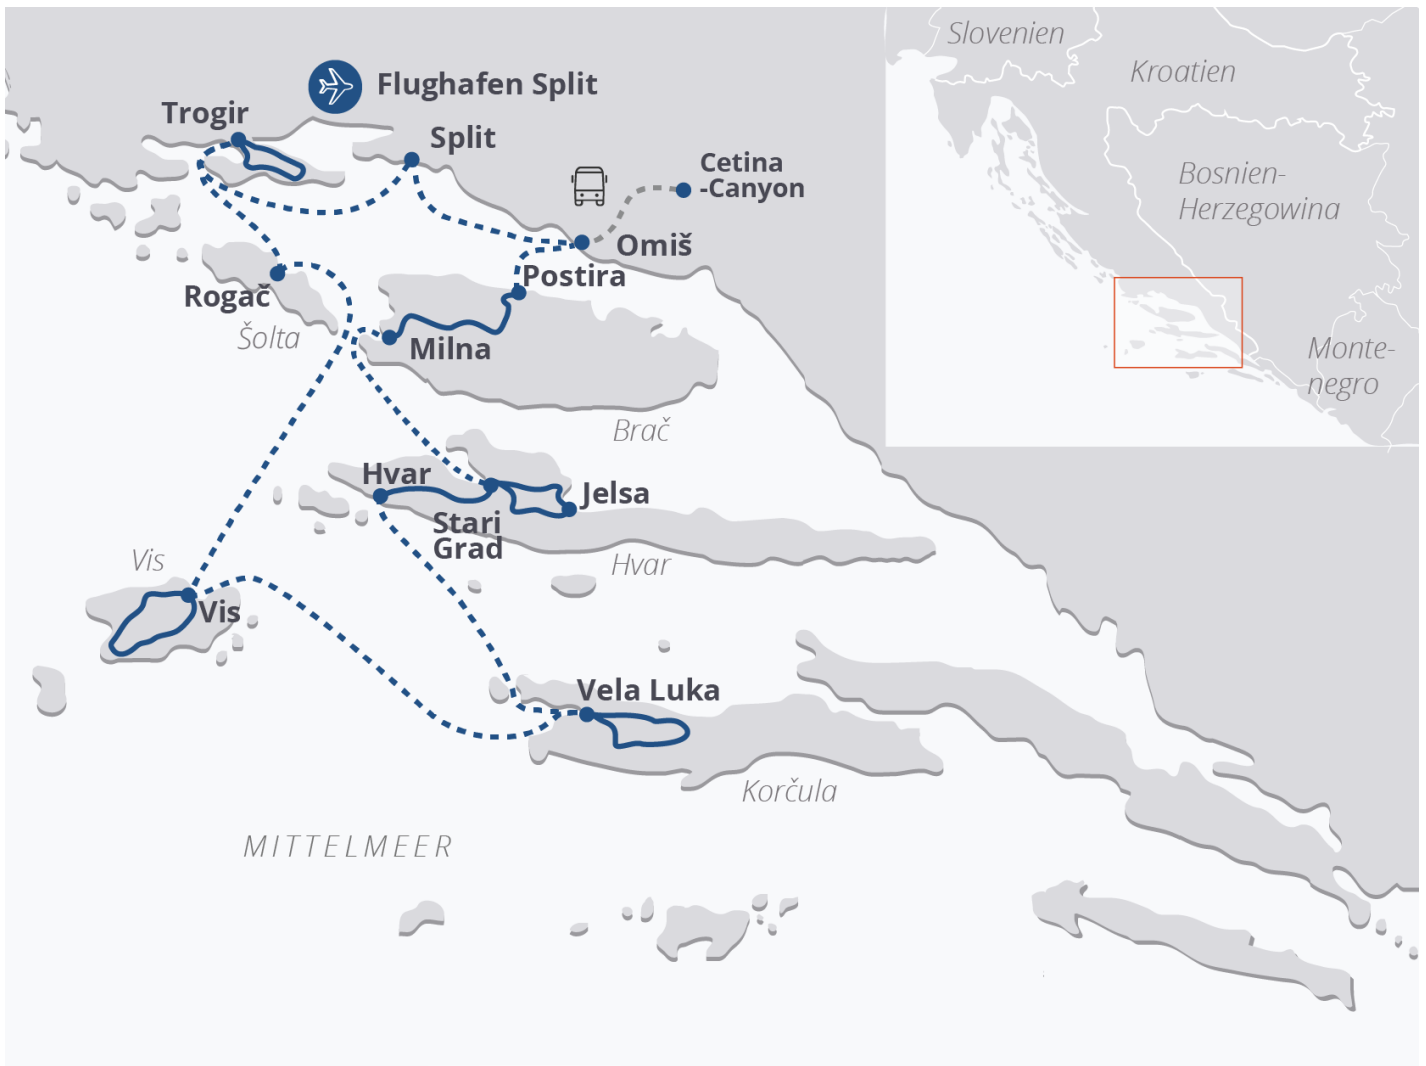 Flughafen Split
Trogir
Split
Cetina
-Canyon
Omiš
Postira
Rogač
Šolta
Milna
Brač
Hvar
Jelsa
Stari
Grad
Hvar
Vis
Vis
Vela Luka
Korčula
MITTELMEER
Slovenien
Kroatien
Bosnien-
Herzegowina
Monte-
negro